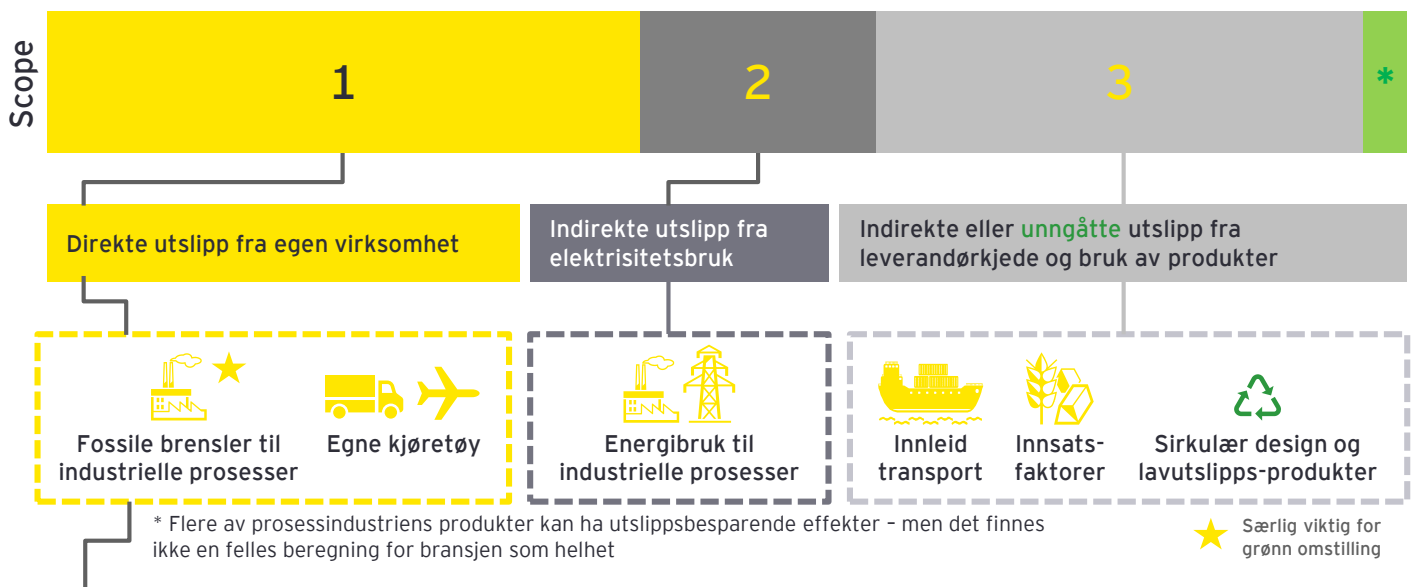 Scope
1
2
3
*
Direkte utslipp fra egen virksomhet
Indirekte utslipp fra
elektrisitetsbruk
Indirekte eller unngåtte utslipp fra
leverandørkjede og bruk av produkter
Fossile brensler til
industrielle prosesser
Egne kjøretøy
Energibruk til
industrielle prosesser
Innleid
transport
Innsats-
faktorer
Sirkulær design og
lavutslipps-produkter
* Flere av prosessindustriens produkter kan ha utslippsbesparende effekter – men det finnes
ikke en felles beregning for bransjen som helhet
Særlig viktig for
grønn omstilling